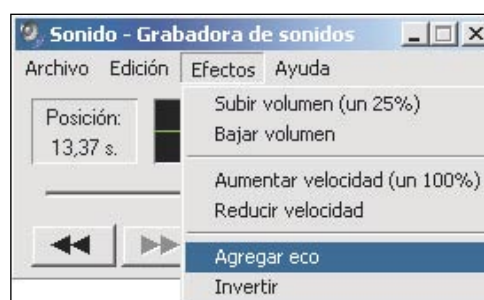 Sonido - Grabadora de sonidos
Archivo Edición Efectos Ayuda
Posición:
13,37 s.
Subir volumen (un 25%)
Bajar volumen
Aumentar velocidad (un 100%)
Reducir velocidad
Agregar eco
Invertir